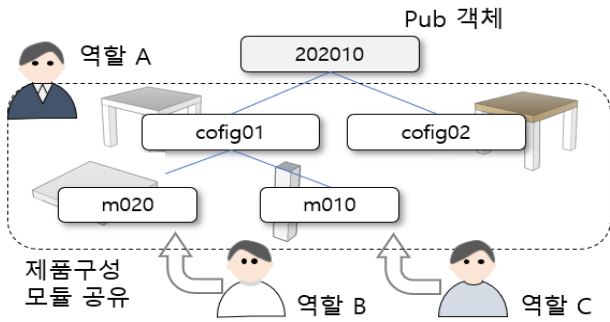 Pub 객체
역할 A
202010
cofig01
cofig02
m020
m010
제품구성
모듈 공유
역할 B
역할 C